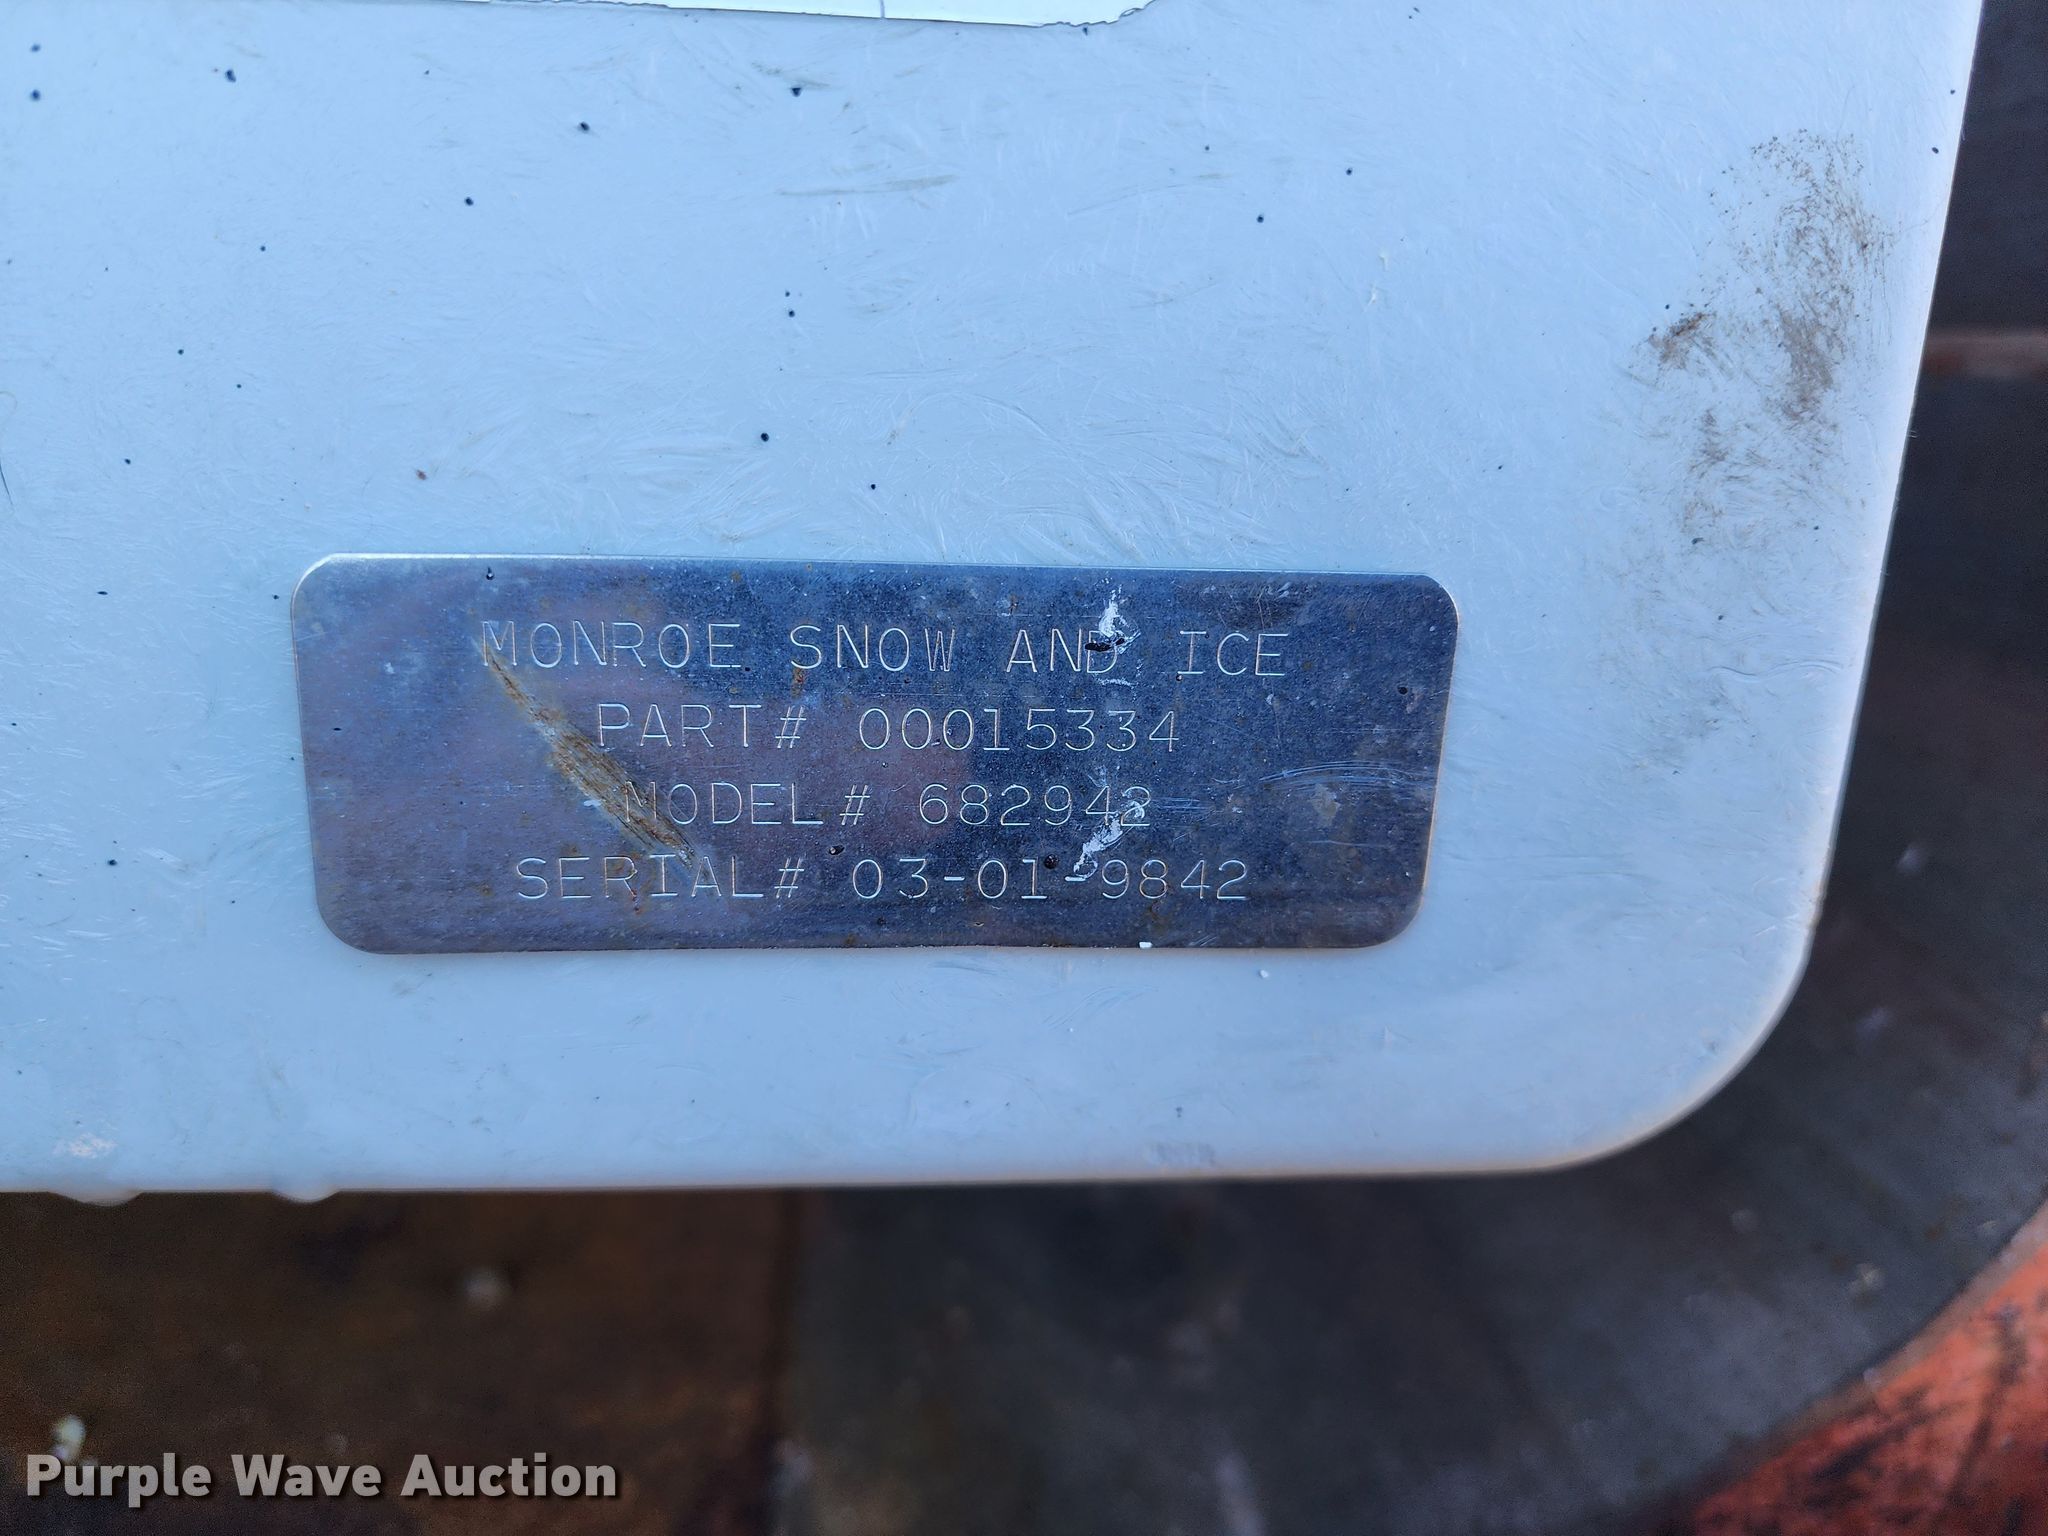 MONROE SNOW AND ICE
PART# 00015334
MODEL# 682942
SERIAL# 03-01-9842
Purple Wave Auction